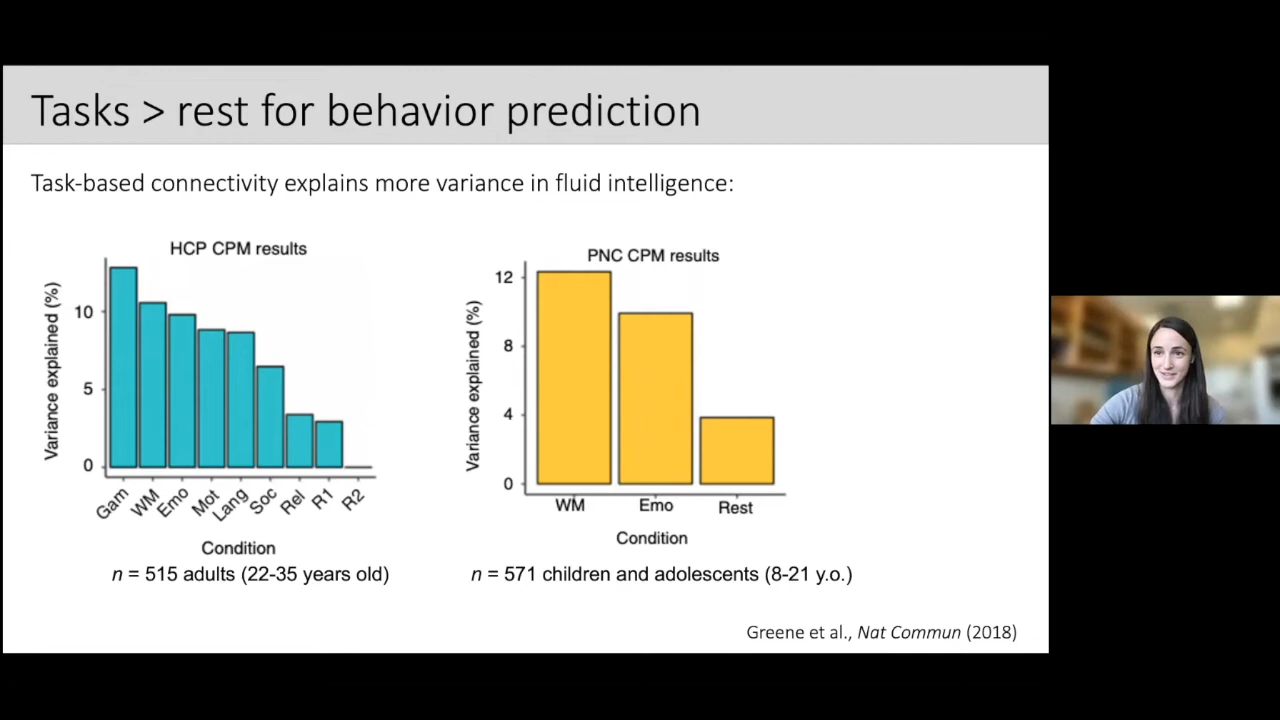 Tasks > rest for behavior prediction
Task-based connectivity explains more variance in fluid intelligence:
HCP CPM results
Variance explained (%)
10
5
0
Gam WM Emo Mot Lang Soc Rel R1 R2
Condition
n = 515 adults (22-35 years old)
PNC CPM results
Variance explained (%)
12
8
4
0
WM Emo Rest
Condition
n = 571 children and adolescents (8-21 y.o.)
Greene et al., Nat Commun (2018)